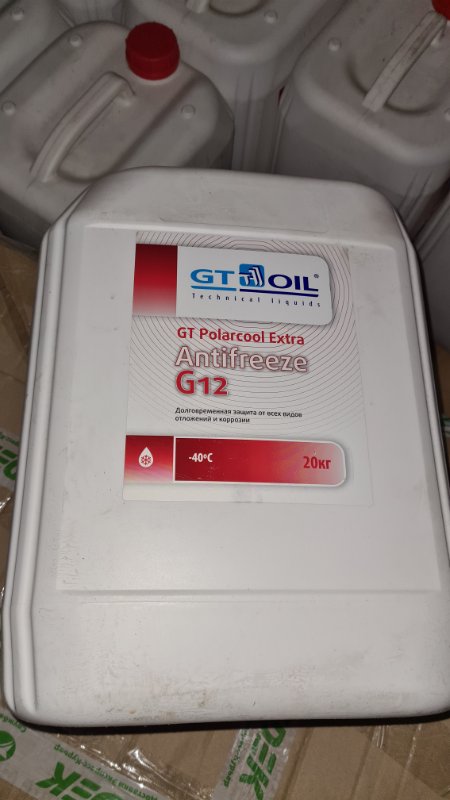 GT OIL®
Technical liquids
GT Polarcool Extra
Antifreeze
G12
Долговременная защита от всех видов
отложений и коррозии
-40°C
20кг